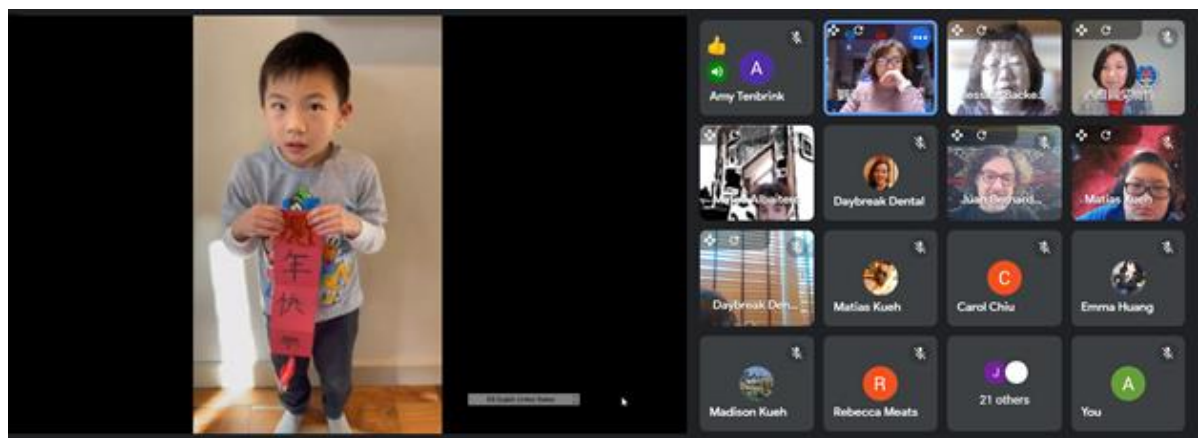 新
年
快
Amy Tenbrink
Daybreak Dental
Matias Kueh
Daybreak Den...
Matias Kueh
Carol Chiu
Emma Huang
Madison Kueh
Rebecca Meats
21 others
You
A
C
R
J
A